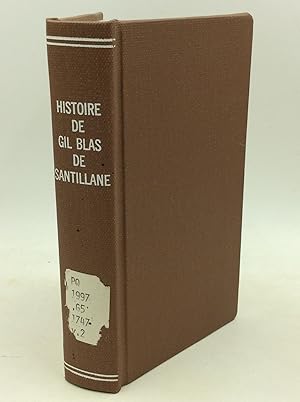 HISTOIRE
DE
GIL BLAS
DE
SANTILLANE
PQ
1997
.G5
1747
V.2